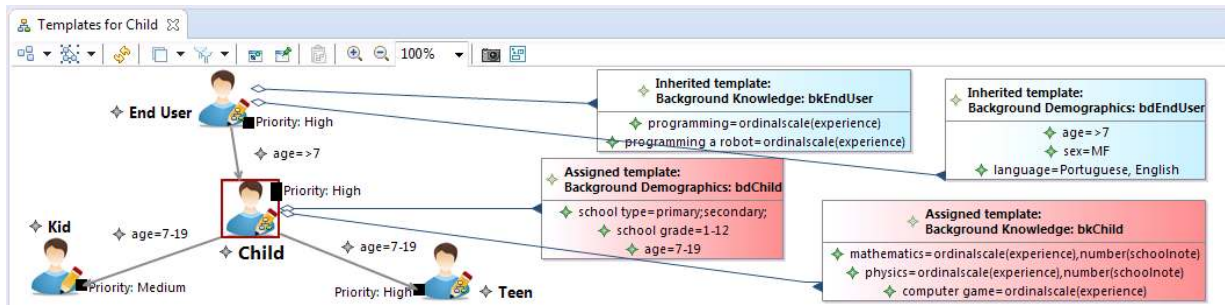 Templates for Child
100%
End User
Priority: High
age=>7
Inherited template:
Background Knowledge: bkEndUser
programming=ordinalscale(experience)
programming a robot=ordinalscale(experience)
Inherited template:
Background Demographics: bdEndUser
age=>7
sex=MF
language=Portuguese, English
Priority: High
Child
Assigned template:
Background Demographics: bdChild
school type=primary;secondary;
school grade=1-12
age=7-19
Assigned template:
Background Knowledge: bkChild
mathematics=ordinalscale(experience),number(schoolnote)
physics=ordinalscale(experience),number(schoolnote)
computer game=ordinalscale(experience)
Kid
age=7-19
Priority: Medium
age=7-19
Priority: High
Teen